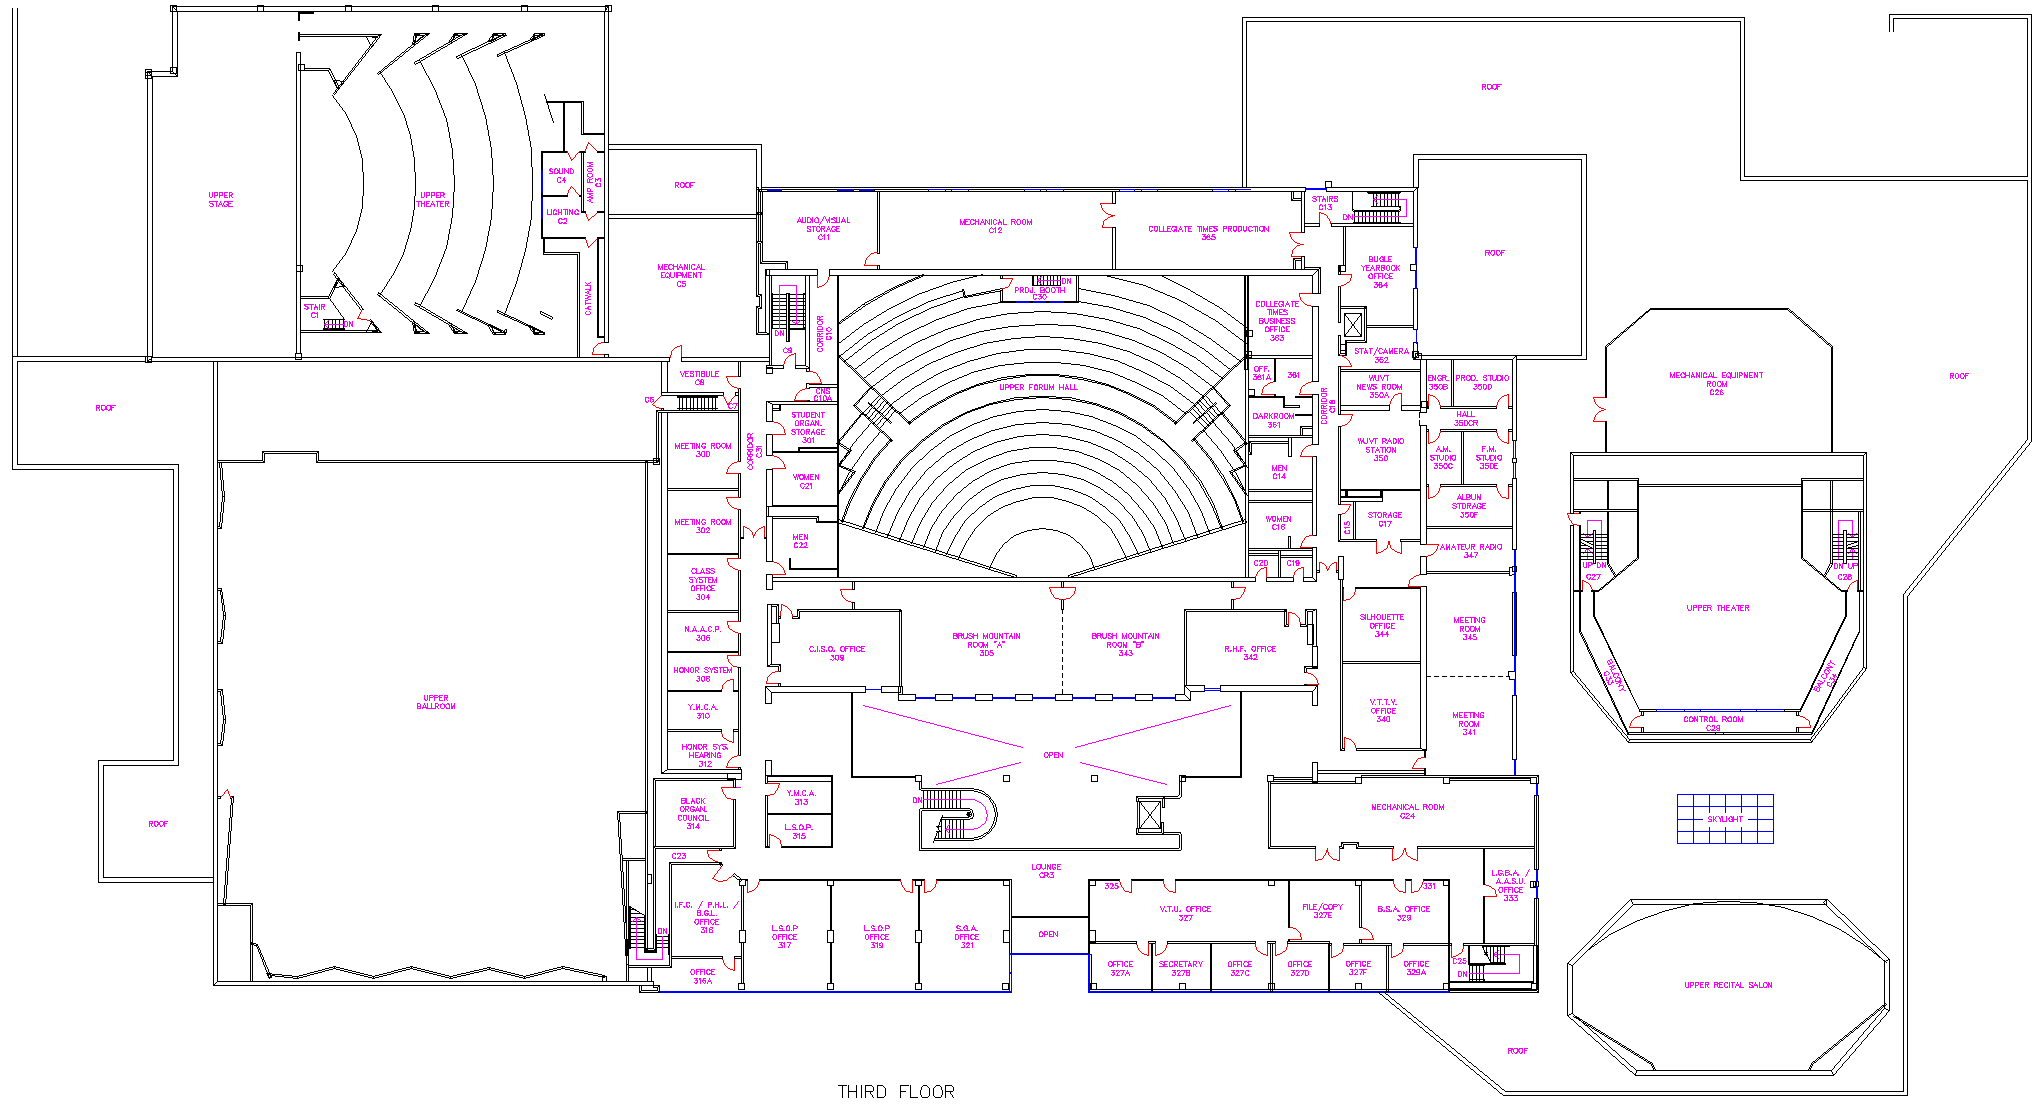 ROOF
UPPER
STAGE
UPPER
THEATER
SOUND
C4
AMP ROOM
C3
LIGHTING
C2
ROOF
CATWALK
STAIR
C1
DN
MECHANICAL
EQUIPMENT
C5
AUDIO/VISUAL
STORAGE
C11
MECHANICAL ROOM
C12
COLLEGIATE TIMES PRODUCTION
365
STAIRS
C13
DN
BUGLE
YEARBOOK
OFFICE
364
ROOF
PROJ. BOOTH
C30
DN
COLLEGIATE
TIMES
BUSINESS
OFFICE
363
CORRIDOR
C10
DN
C9
STAT/CAMERA
362
OFF.
361A
361
UPPER FORUM HALL
VESTIBULE
C8
C6
C7
CNS
C10A
WUVT
NEWS ROOM
350A
ENGR.
350B
PROD. STUDIO
350D
MECHANICAL EQUIPMENT
ROOM
C26
ROOF
ROOF
CORRIDOR
C18
DARKROOM
361
STUDENT
ORGAN.
STORAGE
301
HALL
350CR
MEETING ROOM
300
CORRIDOR
C31
WUVT RADIO
STATION
350
A.M.
STUDIO
350C
F.M.
STUDIO
350E
WOMEN
C21
MEN
C14
ALBUN
STORAGE
350F
MEETING ROOM
302
WOMEN
C16
C15
STORAGE
C17
MEN
C22
AMATEUR RADIO
347
C20
C19
UP DN
C27
DN UP
C28
CLASS
SYSTEM
OFFICE
304
UPPER THEATER
N.A.A.C.P.
306
SILHOUETTE
OFFICE
344
MEETING
ROOM
345
BRUSH MOUNTAIN
ROOM "A"
305
BRUSH MOUNTAIN
ROOM "B"
343
C.I.S.O. OFFICE
309
R.H.F. OFFICE
342
HONOR SYSTEM
308
BALCONY
C33
BALCONY
C34
UPPER
BALLROOM
Y.M.C.A.
310
V.T.T.V.
OFFICE
340
MEETING
ROOM
341
CONTROL ROOM
C29
HONOR SYS.
HEARING
312
OPEN
Y.M.C.A.
313
BLACK
ORGAN.
COUNCIL
314
DN
MECHANICAL ROOM
C24
SKYLIGHT
ROOF
L.S.O.P.
315
C23
LOUNGE
CR3
325
331
I.G.B.A. /
A.A.S.U.
OFFICE
333
I.F.C. / P.H.L. /
B.G.L.
OFFICE
316
V.T.U. OFFICE
327
FILE/COPY
327E
B.S.A. OFFICE
329
DN
L.S.O.P
OFFICE
317
L.S.O.P
OFFICE
319
S.G.A.
OFFICE
321
OPEN
OFFICE
316A
OFFICE
327A
SECRETARY
327B
OFFICE
327C
OFFICE
327D
OFFICE
327F
OFFICE
329A
C25
DN
UPPER RECITAL SALON
ROOF
THIRD FLOOR